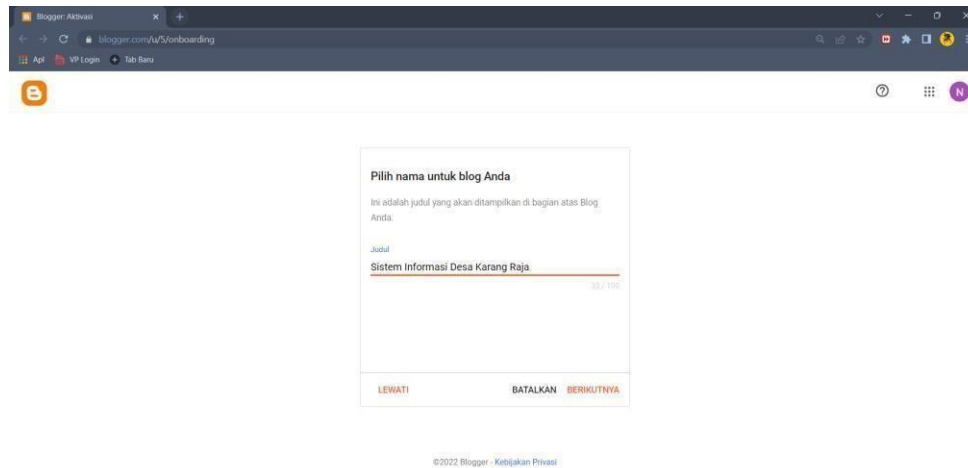 Blogger: Aktivasi
blogger.com/u/5/onboarding
Apl VP Login Tab Baru
N
Pilih nama untuk blog Anda
Ini adalah judul yang akan ditampilkan di bagian atas Blog
Anda.
Judul
Sistem Informasi Desa Karang Raja
LEWATI BATALKAN BERIKUTNYA
©2022 Blogger - Kebijakan Privasi